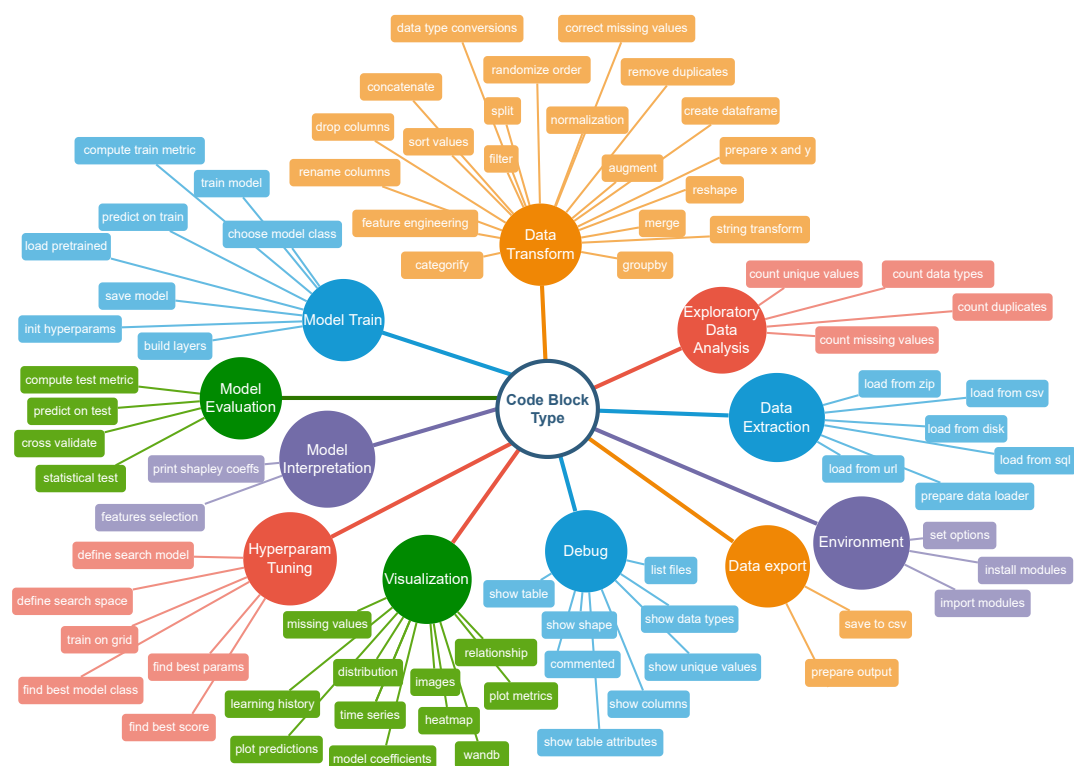 data type conversions
correct missing values
randomize order
remove duplicates
concatenate
split
normalization
create dataframe
drop columns
sort values
filter
augment
prepare x and y
rename columns
reshape
feature engineering
merge
string transform
categorify
groupby
Data
Transform
compute train metric
train model
predict on train
choose model class
load pretrained
save model
init hyperparams
build layers
Model Train
count unique values
count data types
count duplicates
count missing values
Exploratory
Data
Analysis
Code Block
Type
compute test metric
predict on test
cross validate
statistical test
Model
Evaluation
load from zip
load from csv
load from disk
load from sql
load from url
prepare data loader
Data
Extraction
print shapley coeffs
features selection
Model
Interpretation
set options
install modules
import modules
Environment
define search model
define search space
train on grid
find best params
find best model class
find best score
Hyperparam
Tuning
Visualization
missing values
relationship
distribution
images
plot metrics
learning history
time series
heatmap
plot predictions
model coefficients
wandb
Debug
list files
show table
show shape
show data types
commented
show unique values
show columns
show table attributes
Data export
save to csv
prepare output